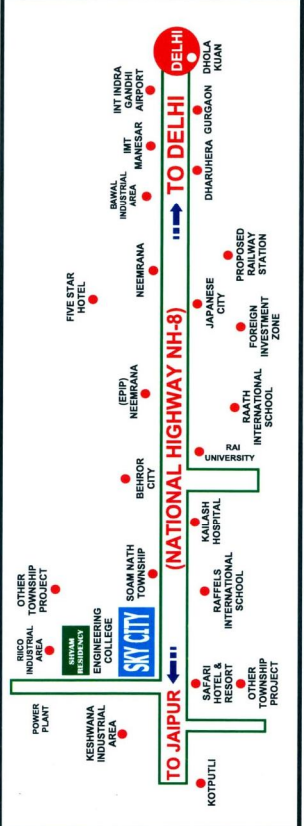 POWER
PLANT
RIICO
INDUSTRIAL
AREA
OTHER
TOWNSHIP
PROJECT
FIVE STAR
HOTEL
KESHWANA
INDUSTRIAL
AREA
SHYAM
RESIDENCY
ENGINEERING
COLLEGE
SKY CITY
SOAM NATH
TOWNSHIP
BEHROR
CITY
(EPIP)
NEEMRANA
NEEMRANA
BAWAL
INDUSTRIAL
AREA
IMT
MANESAR
INT INDRA
GANDHI
AIRPORT
TO JAIPUR
(NATIONAL HIGHWAY NH-8)
TO DELHI
DELHI
KOTPUTLI
SAFARI
HOTEL &
RESORT
OTHER
TOWNSHIP
PROJECT
RAFFELS
INTERNATIONAL
SCHOOL
KAILASH
HOSPITAL
RAI
UNIVERSITY
RAATH
INTERNATIONAL
SCHOOL
FOREIGN
INVESTMENT
ZONE
JAPANESE
CITY
PROPOSED
RAILWAY
STATION
DHARUHERA
GURGAON
DHOLA
KUAN